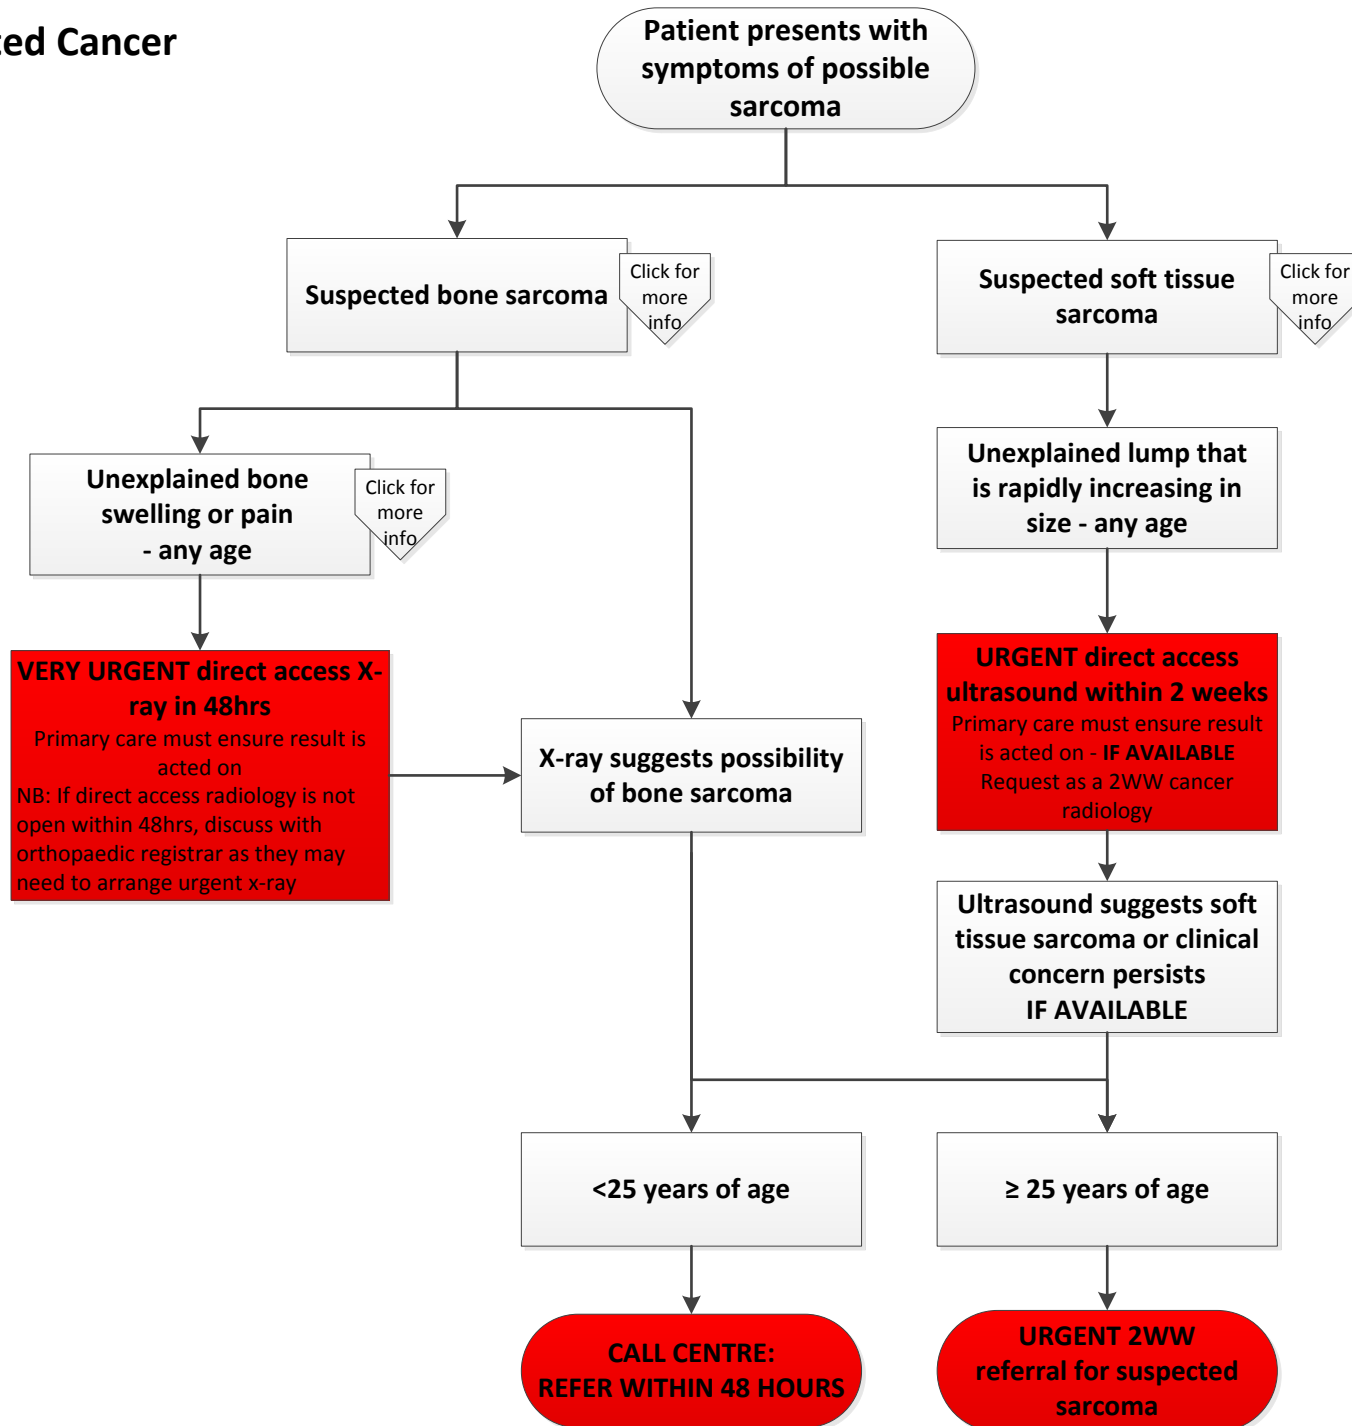 ted Cancer
Patient presents with
symptoms of possible
sarcoma
Suspected bone sarcoma
Click for
more
info
Suspected soft tissue
sarcoma
Click for
more
info
Unexplained bone
swelling or pain
- any age
Click for
more
info
Unexplained lump that
is rapidly increasing in
size - any age
VERY URGENT direct access X-
ray in 48hrs
Primary care must ensure result is
acted on
NB: If direct access radiology is not
open within 48hrs, discuss with
orthopaedic registrar as they may
need to arrange urgent x-ray
X-ray suggests possibility
of bone sarcoma
URGENT direct access
ultrasound within 2 weeks
Primary care must ensure result
is acted on - IF AVAILABLE
Request as a 2WW cancer
radiology
Ultrasound suggests soft
tissue sarcoma or clinical
concern persists
IF AVAILABLE
<25 years of age
≥ 25 years of age
CALL CENTRE:
REFER WITHIN 48 HOURS
URGENT 2WW
referral for suspected
sarcoma